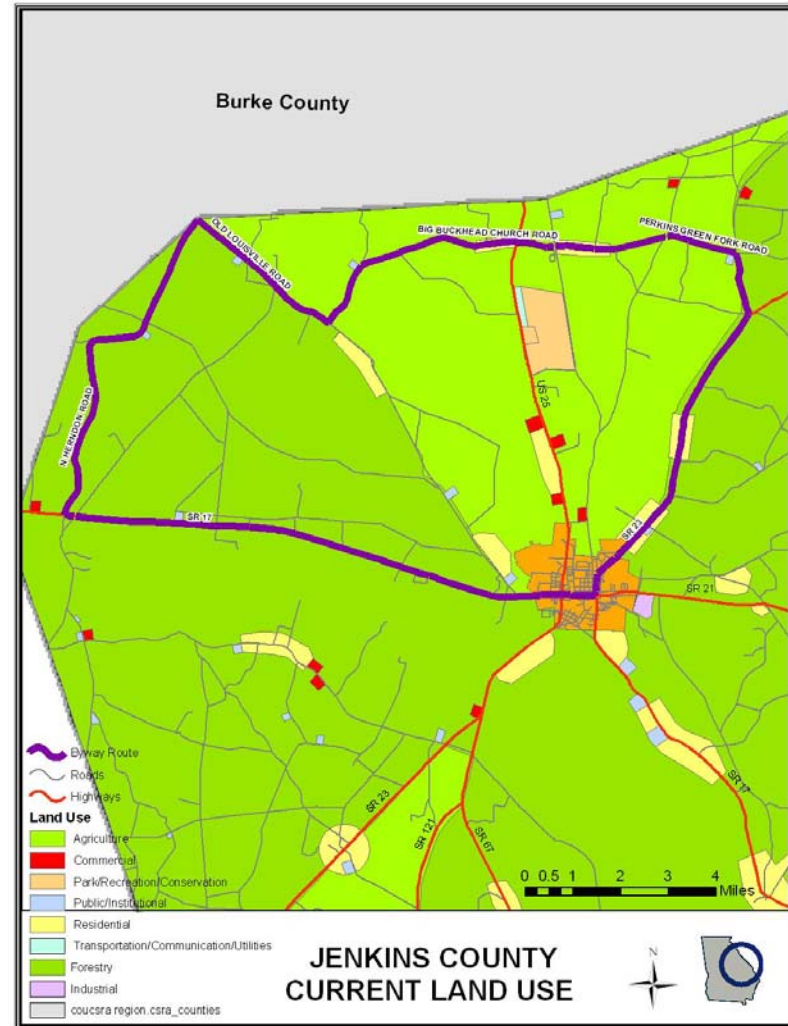 Burke County
OLD LOUISVILLE ROAD
BIG BUCKHEAD CHURCH ROAD
PERKINS GREEN FORK ROAD
US 25
N HERNDON ROAD
SR 17
SR 23
SR 21
SR 17
SR 23
SR 121
SR 67
Byway Route
Roads
Highways
Land Use
Agriculture
Commercial
Park/Recreation/Conservation
Public/Institutional
Residential
Transportation/Communication/Utilities
Forestry
Industrial
coucsra region.csra_counties
0 0.5 1 2 3 4
Miles
JENKINS COUNTY
CURRENT LAND USE
N